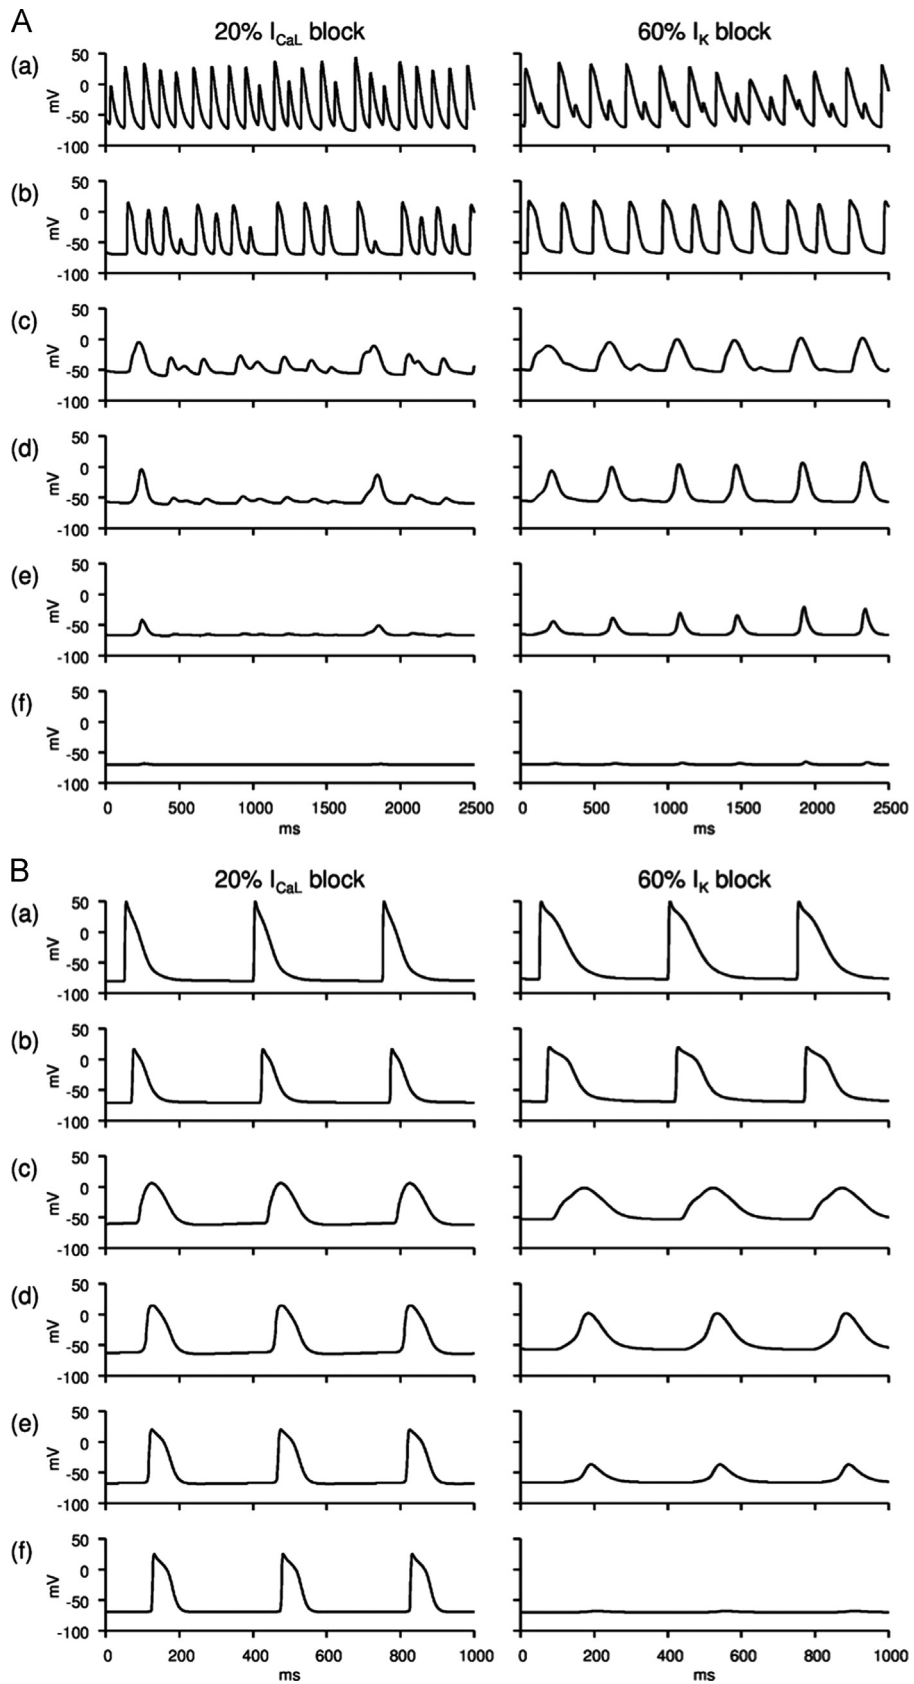 A
20% I_CaL block 60% I_K block
(a) 50 0 -50 -100 mV
(b) 50 0 -50 -100 mV
(c) 50 0 -50 -100 mV
(d) 50 0 -50 -100 mV
(e) 50 0 -50 -100 mV
(f) 50 0 -50 -100 mV
0 500 1000 1500 2000 2500 0 500 1000 1500 2000 2500
ms ms
B
20% I_CaL block 60% I_K block
(a) 50 0 -50 -100 mV
(b) 50 0 -50 -100 mV
(c) 50 0 -50 -100 mV
(d) 50 0 -50 -100 mV
(e) 50 0 -50 -100 mV
(f) 50 0 -50 -100 mV
0 200 400 600 800 1000 0 200 400 600 800 1000
ms ms